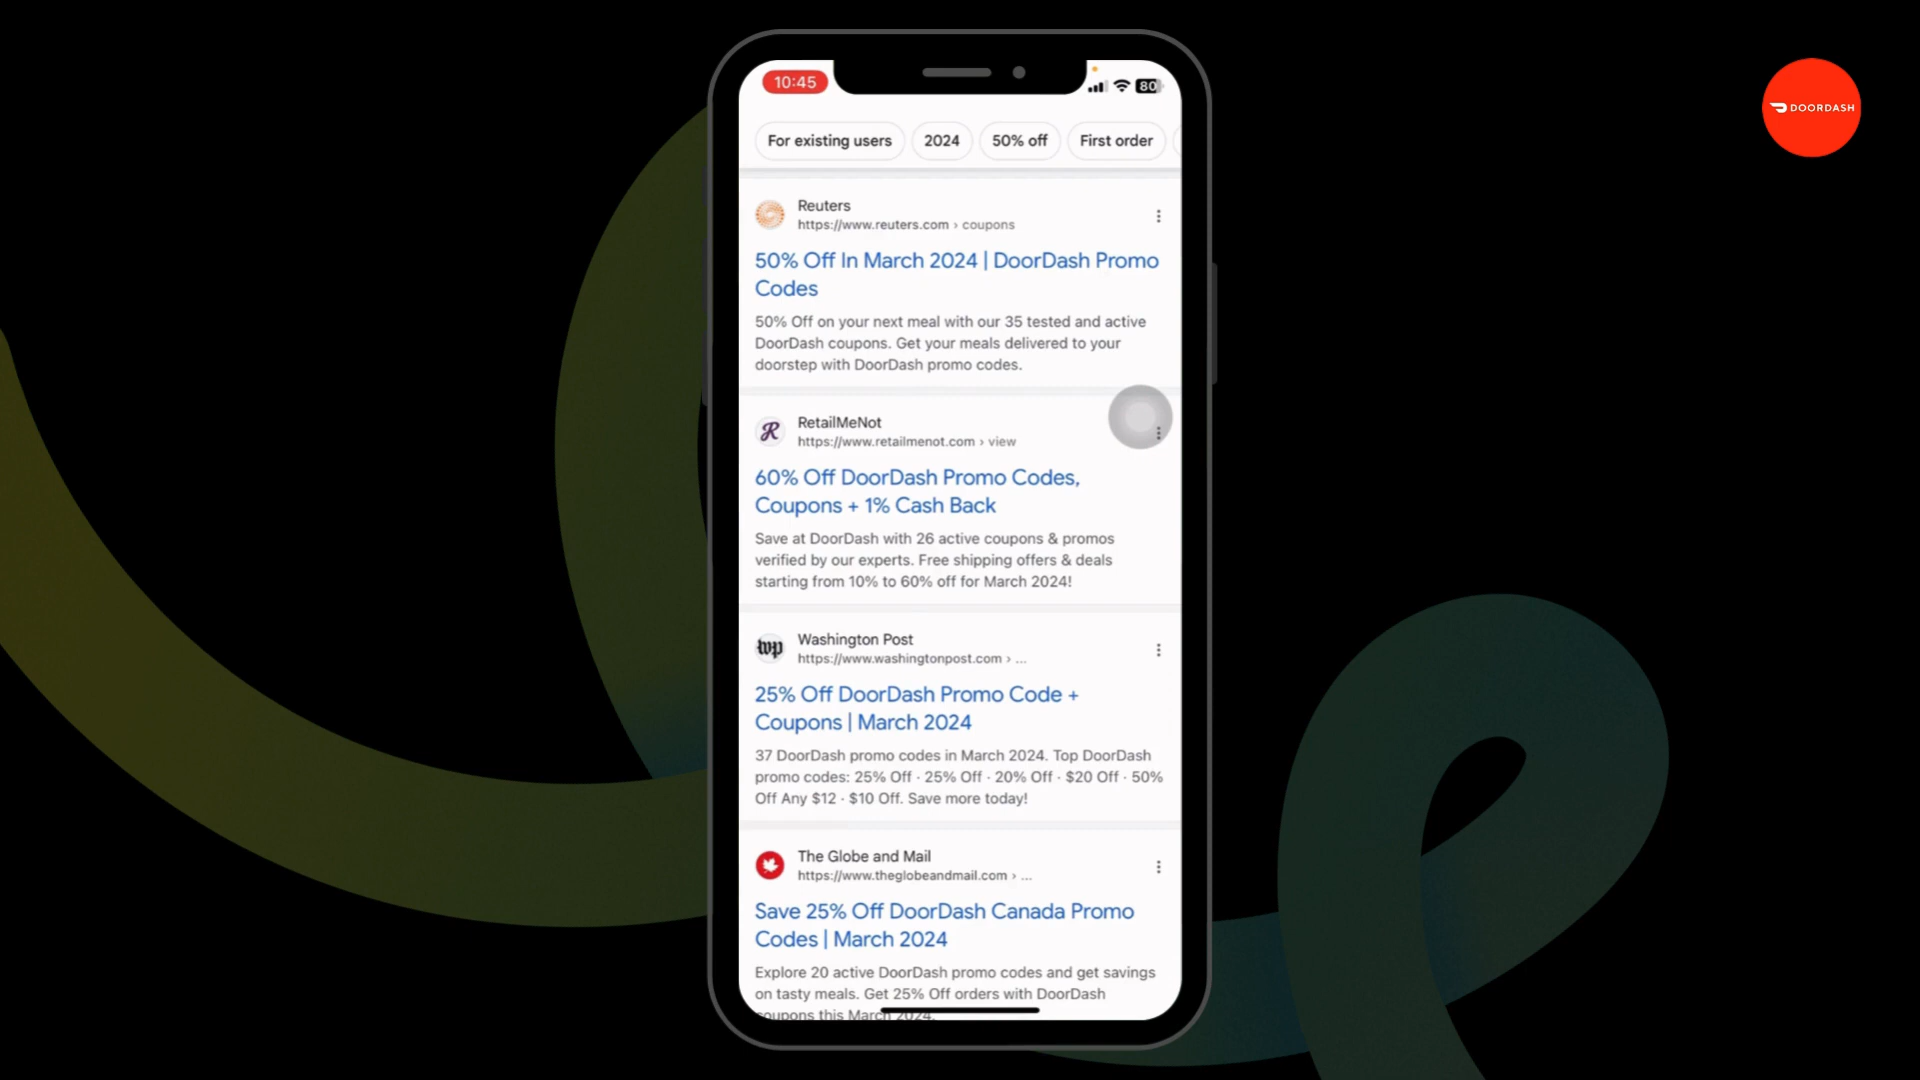 10:45
80
DOORDASH
For existing users
2024
50% off
First order
Reuters
https://www.reuters.com › coupons
50% Off In March 2024 | DoorDash Promo
Codes
50% Off on your next meal with our 35 tested and active
DoorDash coupons. Get your meals delivered to your
doorstep with DoorDash promo codes.
RetailMeNot
https://www.retailmenot.com › view
60% Off DoorDash Promo Codes,
Coupons + 1% Cash Back
Save at DoorDash with 26 active coupons & promos
verified by our experts. Free shipping offers & deals
starting from 10% to 60% off for March 2024!
wp
Washington Post
https://www.washingtonpost.com › ...
25% Off DoorDash Promo Code +
Coupons | March 2024
37 DoorDash promo codes in March 2024. Top DoorDash
promo codes: 25% Off · 25% Off · 20% Off · $20 Off · 50%
Off Any $12 · $10 Off. Save more today!
The Globe and Mail
https://www.theglobeandmail.com › ...
Save 25% Off DoorDash Canada Promo
Codes | March 2024
Explore 20 active DoorDash promo codes and get savings
on tasty meals. Get 25% Off orders with DoorDash
coupons this March 2024.